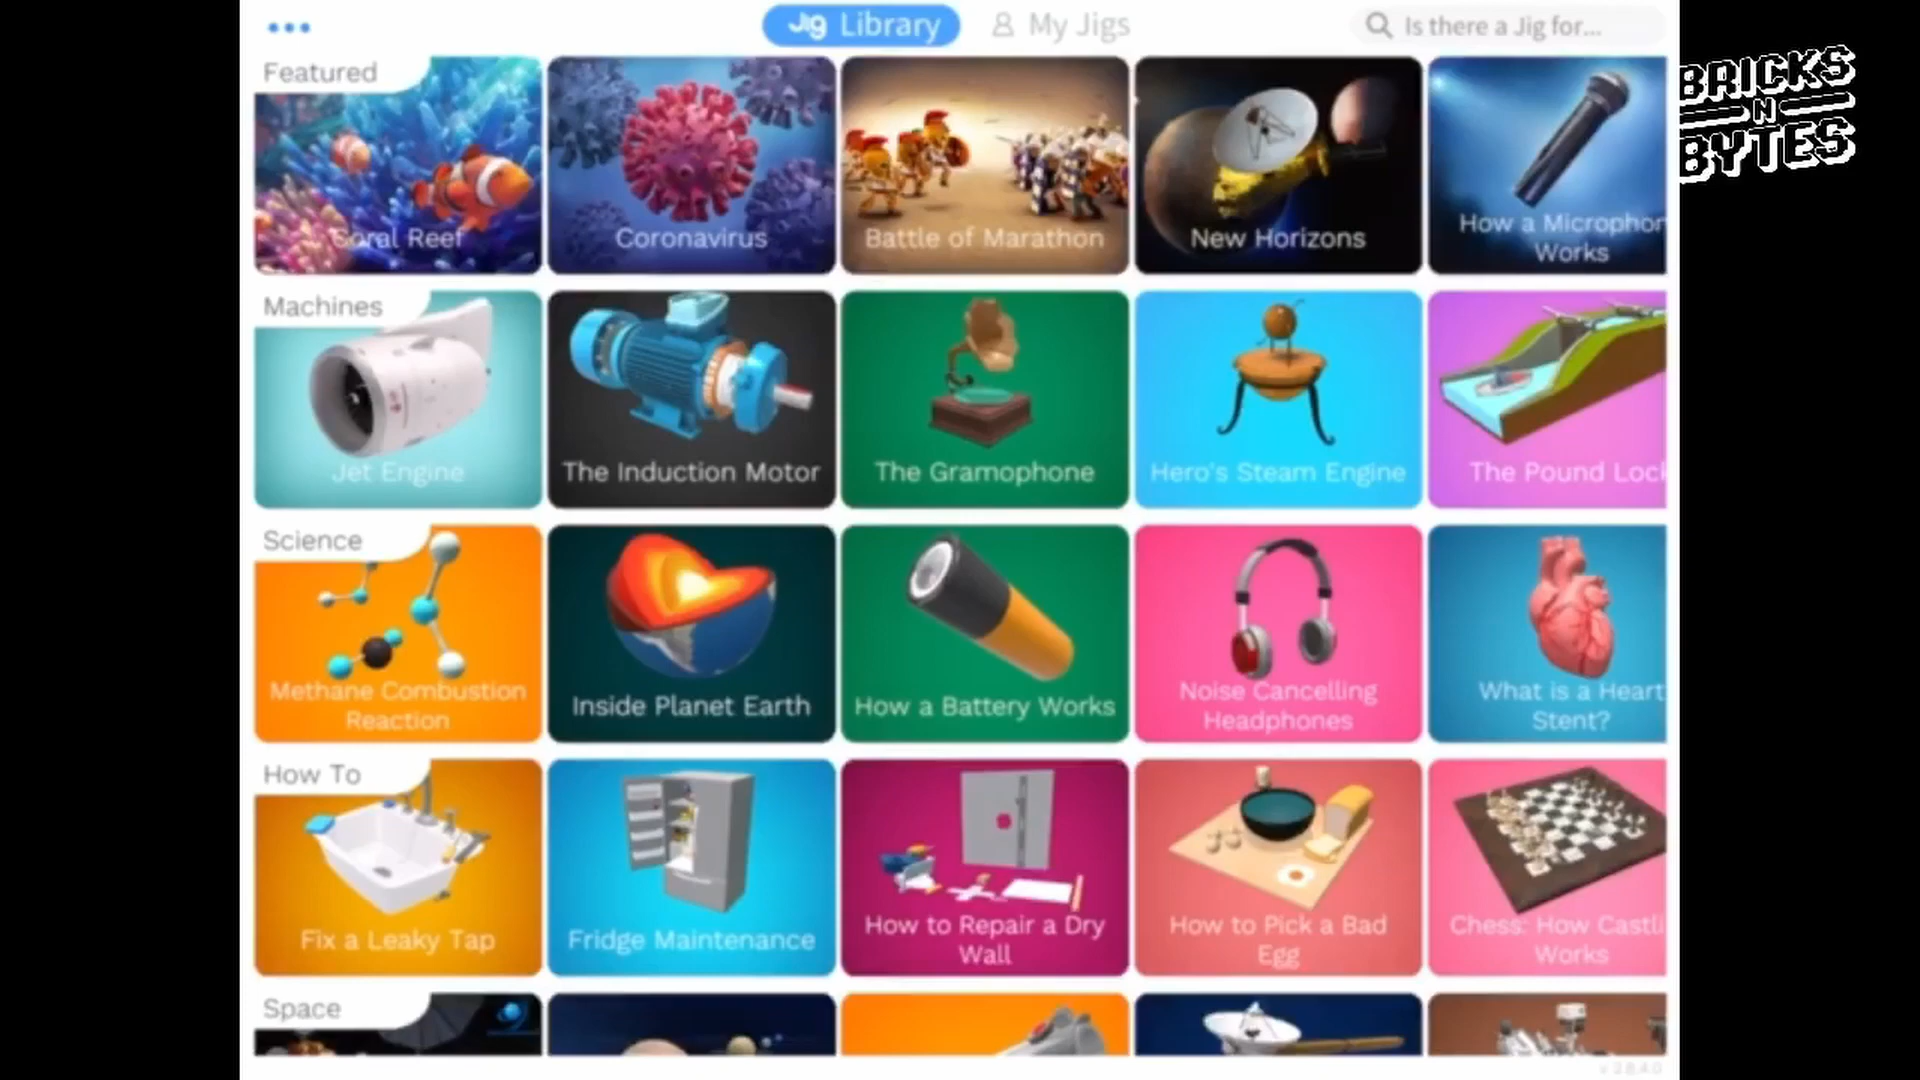 Jig Library
My Jigs
Is there a Jig for...
BRICKS
N
BYTES
Featured
Coral Reef
Coronavirus
Battle of Marathon
New Horizons
How a Microphon
Works
Machines
Jet Engine
The Induction Motor
The Gramophone
Hero's Steam Engine
The Pound Lock
Science
Methane Combustion
Reaction
Inside Planet Earth
How a Battery Works
Noise Cancelling
Headphones
What is a Heart
Stent?
How To
Fix a Leaky Tap
Fridge Maintenance
How to Repair a Dry
Wall
How to Pick a Bad
Egg
Chess: How Castli
Works
Space